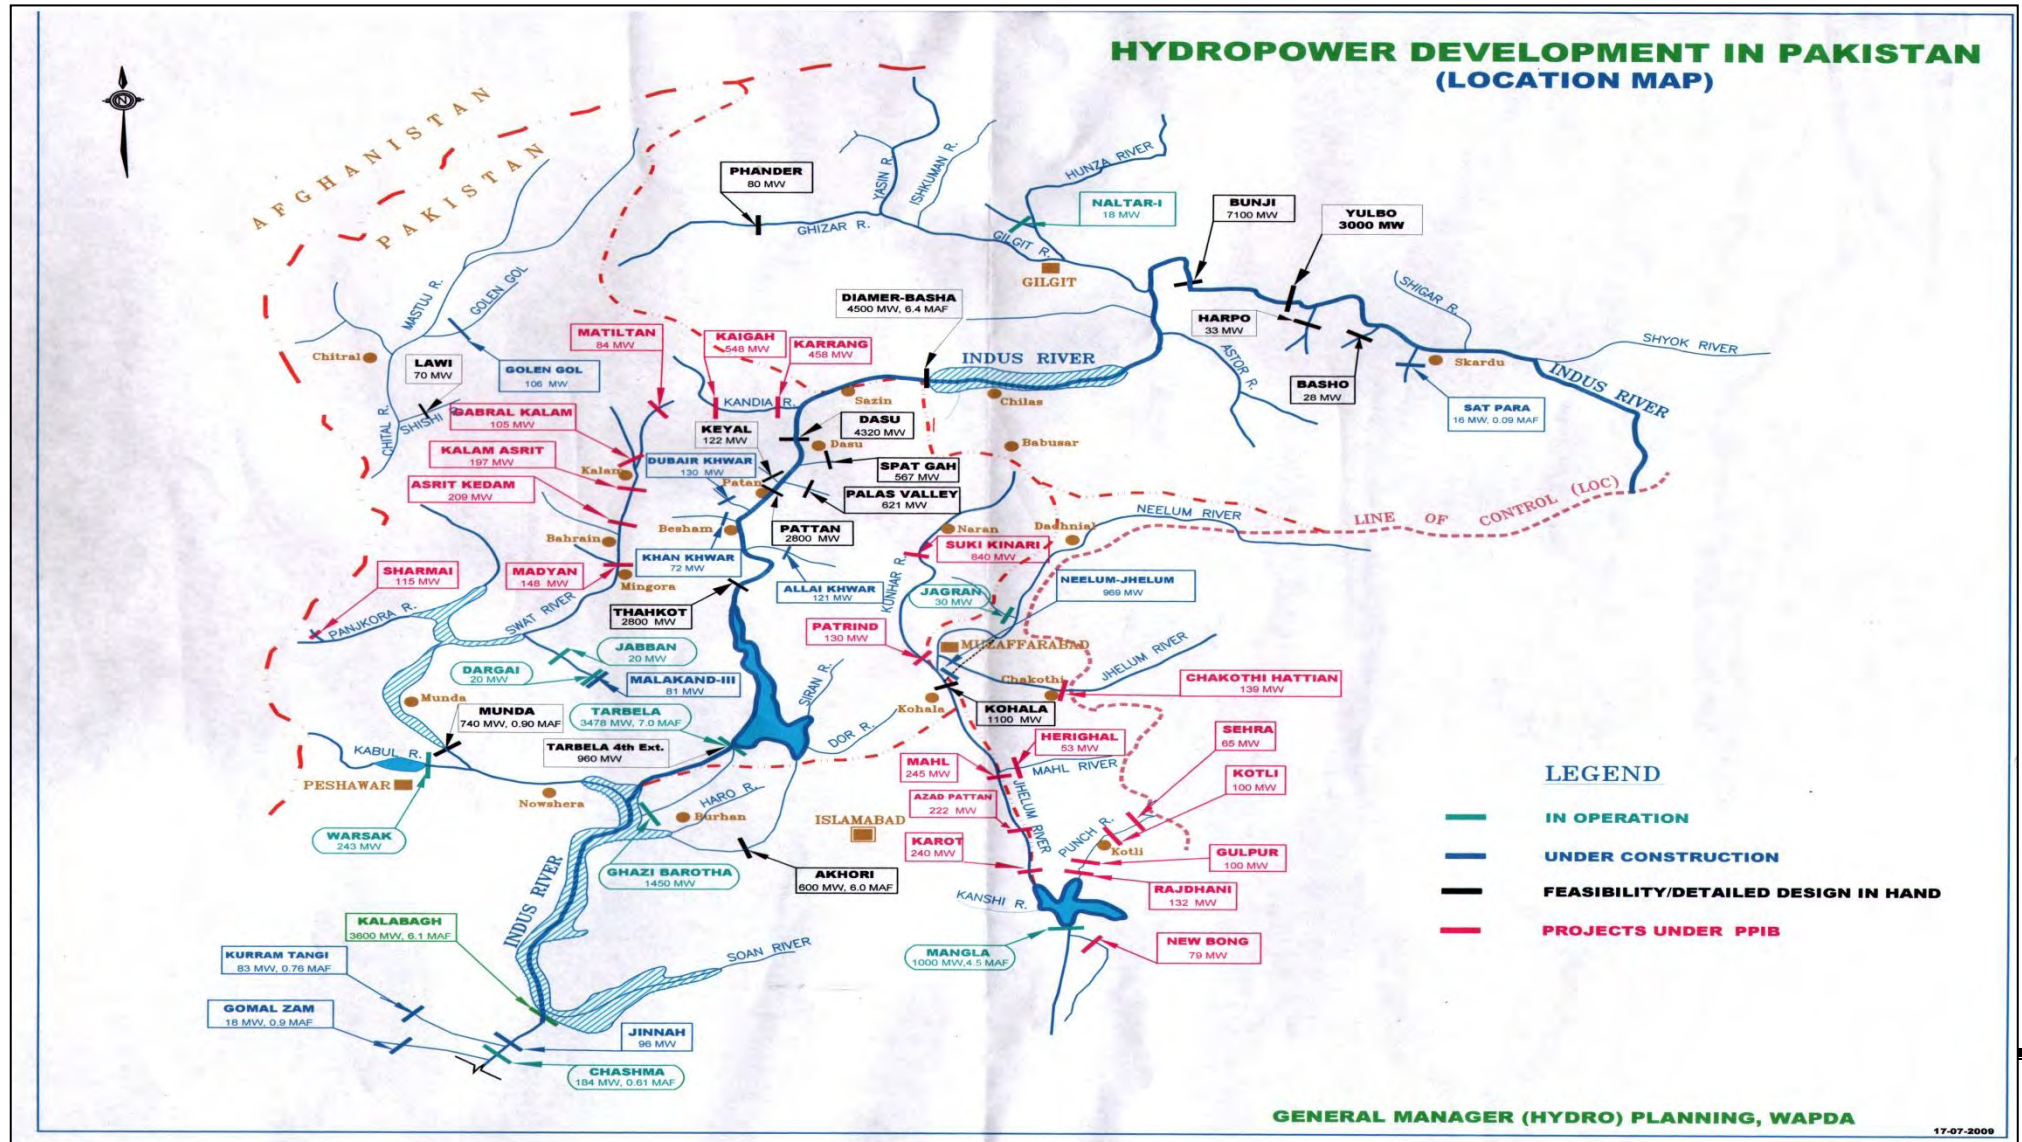 HYDROPOWER DEVELOPMENT IN PAKISTAN
(LOCATION MAP)
N
AFGHANISTAN
PAKISTAN
PHANDER
80 MW
YASIN R.
ISHKUMAN R.
HUNZA RIVER
NALTAR-I
18 MW
BUNJI
7100 MW
YULBO
3000 MW
GHIZAR R.
GILGIT R.
GILGIT
MASTUJ R.
GOLEN GOL
DIAMER-BASHA
4500 MW, 6.4 MAF
SHIGAR R.
HARPO
33 MW
SHYOK RIVER
MATILTAN
84 MW
KAIGAH
548 MW
KARRANG
458 MW
INDUS RIVER
ASTOR R.
Chitral
LAWI
70 MW
GOLEN GOL
106 MW
Skardu
INDUS RIVER
BASHO
28 MW
SAT PARA
16 MW, 0.09 MAF
Sazin
Chilas
KANDIA R.
CHITAL R.
SHISHI
GABRAL KALAM
105 MW
KEYAL
122 MW
DASU
4320 MW
Dasu
Babusar
KALAM ASRIT
197 MW
Kalam
DUBAIR KHWAR
130 MW
SPAT GAH
567 MW
ASRIT KEDAM
209 MW
Patan
PALAS VALLEY
621 MW
LINE OF CONTROL (LOC)
NEELUM RIVER
Bahrain
Besham
PATTAN
2800 MW
Naran
Dadhnial
SUKI KINARI
840 MW
SHARMAI
115 MW
MADYAN
148 MW
Mingora
KHAN KHWAR
72 MW
ALLAI KHWAR
121 MW
KUNHAR R.
JAGRAN
30 MW
NEELUM-JHELUM
969 MW
PANJKORA R.
SWAT RIVER
THAHKOT
2800 MW
PATRIND
130 MW
MUZAFFARABAD
JHELUM RIVER
JABBAN
20 MW
DARGAI
20 MW
MALAKAND-III
81 MW
SIRAN R.
Chakothi
CHAKOTHI HATTIAN
139 MW
Munda
MUNDA
740 MW, 0.90 MAF
TARBELA
3478 MW, 7.0 MAF
DOR R.
Kohala
KOHALA
1100 MW
TARBELA 4th Ext.
960 MW
KABUL R.
PESHAWAR
Nowshera
HERIGHAL
53 MW
MAHL
245 MW
MAHL RIVER
SEHRA
65 MW
KOTLI
100 MW
LEGEND
IN OPERATION
UNDER CONSTRUCTION
FEASIBILITY/DETAILED DESIGN IN HAND
PROJECTS UNDER PPIB
HARO R.
Burhan
ISLAMABAD
AZAD PATTAN
222 MW
JHELUM RIVER
PUNCH R.
Kotli
WARSAK
243 MW
GHAZI BAROTHA
1450 MW
AKHORI
600 MW, 6.0 MAF
KAROT
240 MW
GULPUR
100 MW
RAJDHANI
132 MW
KANSHI R.
INDUS RIVER
KALABAGH
3600 MW, 6.1 MAF
SOAN RIVER
MANGLA
1000 MW,4.5 MAF
NEW BONG
79 MW
KURRAM TANGI
83 MW, 0.76 MAF
GOMAL ZAM
18 MW, 0.9 MAF
JINNAH
96 MW
CHASHMA
184 MW, 0.61 MAF
GENERAL MANAGER (HYDRO) PLANNING, WAPDA
17-07-2009